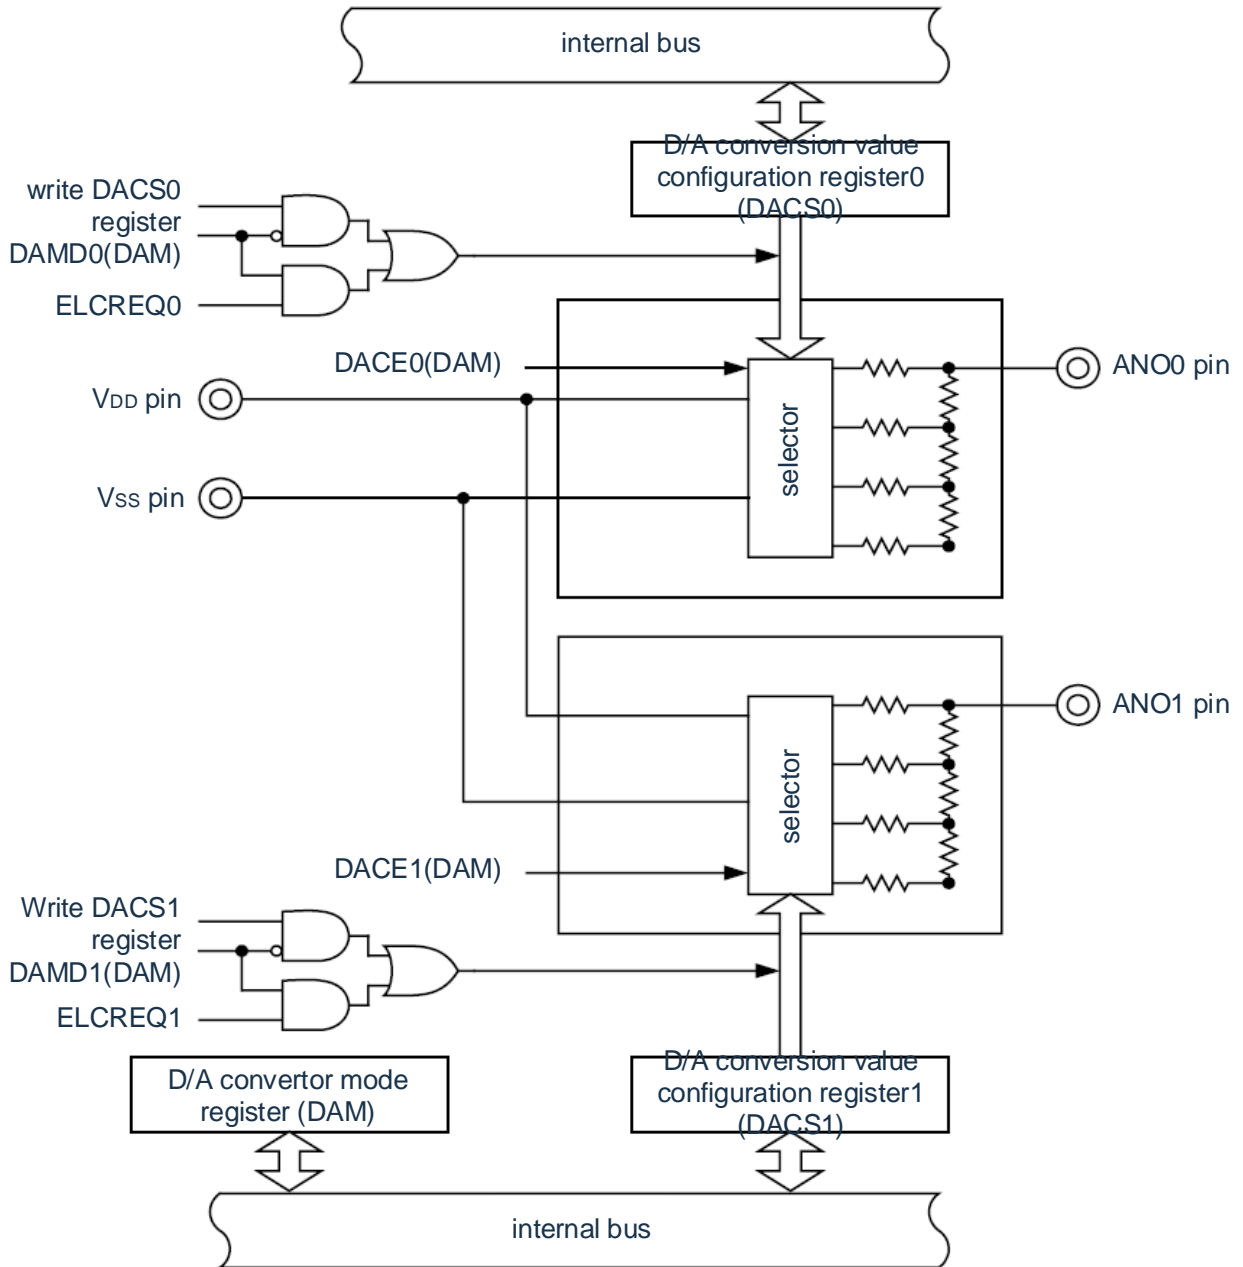 internal bus
D/A conversion value
configuration register0
(DACS0)
write DACS0
register
DAMD0(DAM)
ELCREQ0
DACE0(DAM)
VDD pin
VSS pin
selector
ANO0 pin
ANO1 pin
selector
DACE1(DAM)
Write DACS1
register
DAMD1(DAM)
ELCREQ1
D/A convertor mode
register (DAM)
D/A conversion value
configuration register1
(DACS1)
internal bus